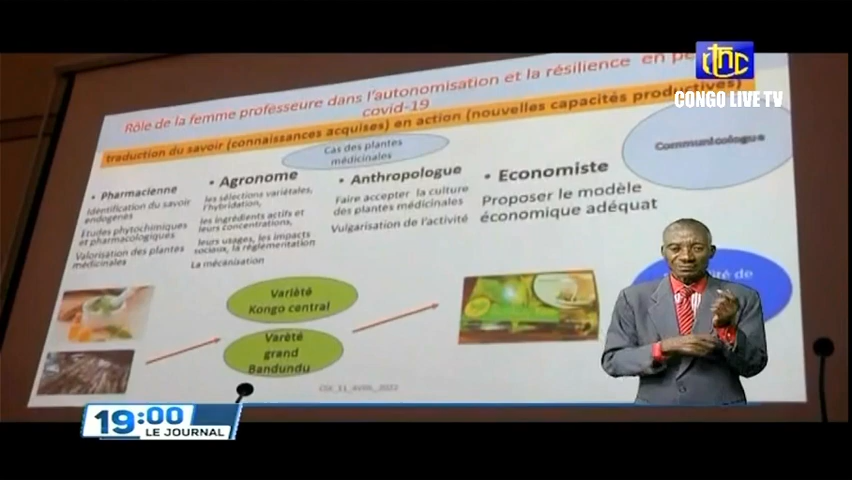 Rôle de la femme professeure dans l'autonomisation et la résilience en
covid-19
traduction du savoir (connaissances acquises) en action (nouvelles capacités productives)
CONGO LIVE TV
Cas des plantes
médicinales
Communicologue
• Pharmacienne
Identification du savoir
endogènes
Etudes phytochimiques
et pharmacologiques
Valorisation des plantes
médicinales
• Agronome
les sélections variétales,
l'hybridation,
les ingrédients actifs et
leurs concentrations,
leurs usages, les impacts
sociaux, la réglementation
La mécanisation
• Anthropologue
Faire accepter la culture
des plantes médicinales
Vulgarisation de l'activité
• Economiste
Proposer le modèle
économique adéquat
Varièté
Kongo central
Varèté
grand
Bandundu
de
19:00
LE JOURNAL